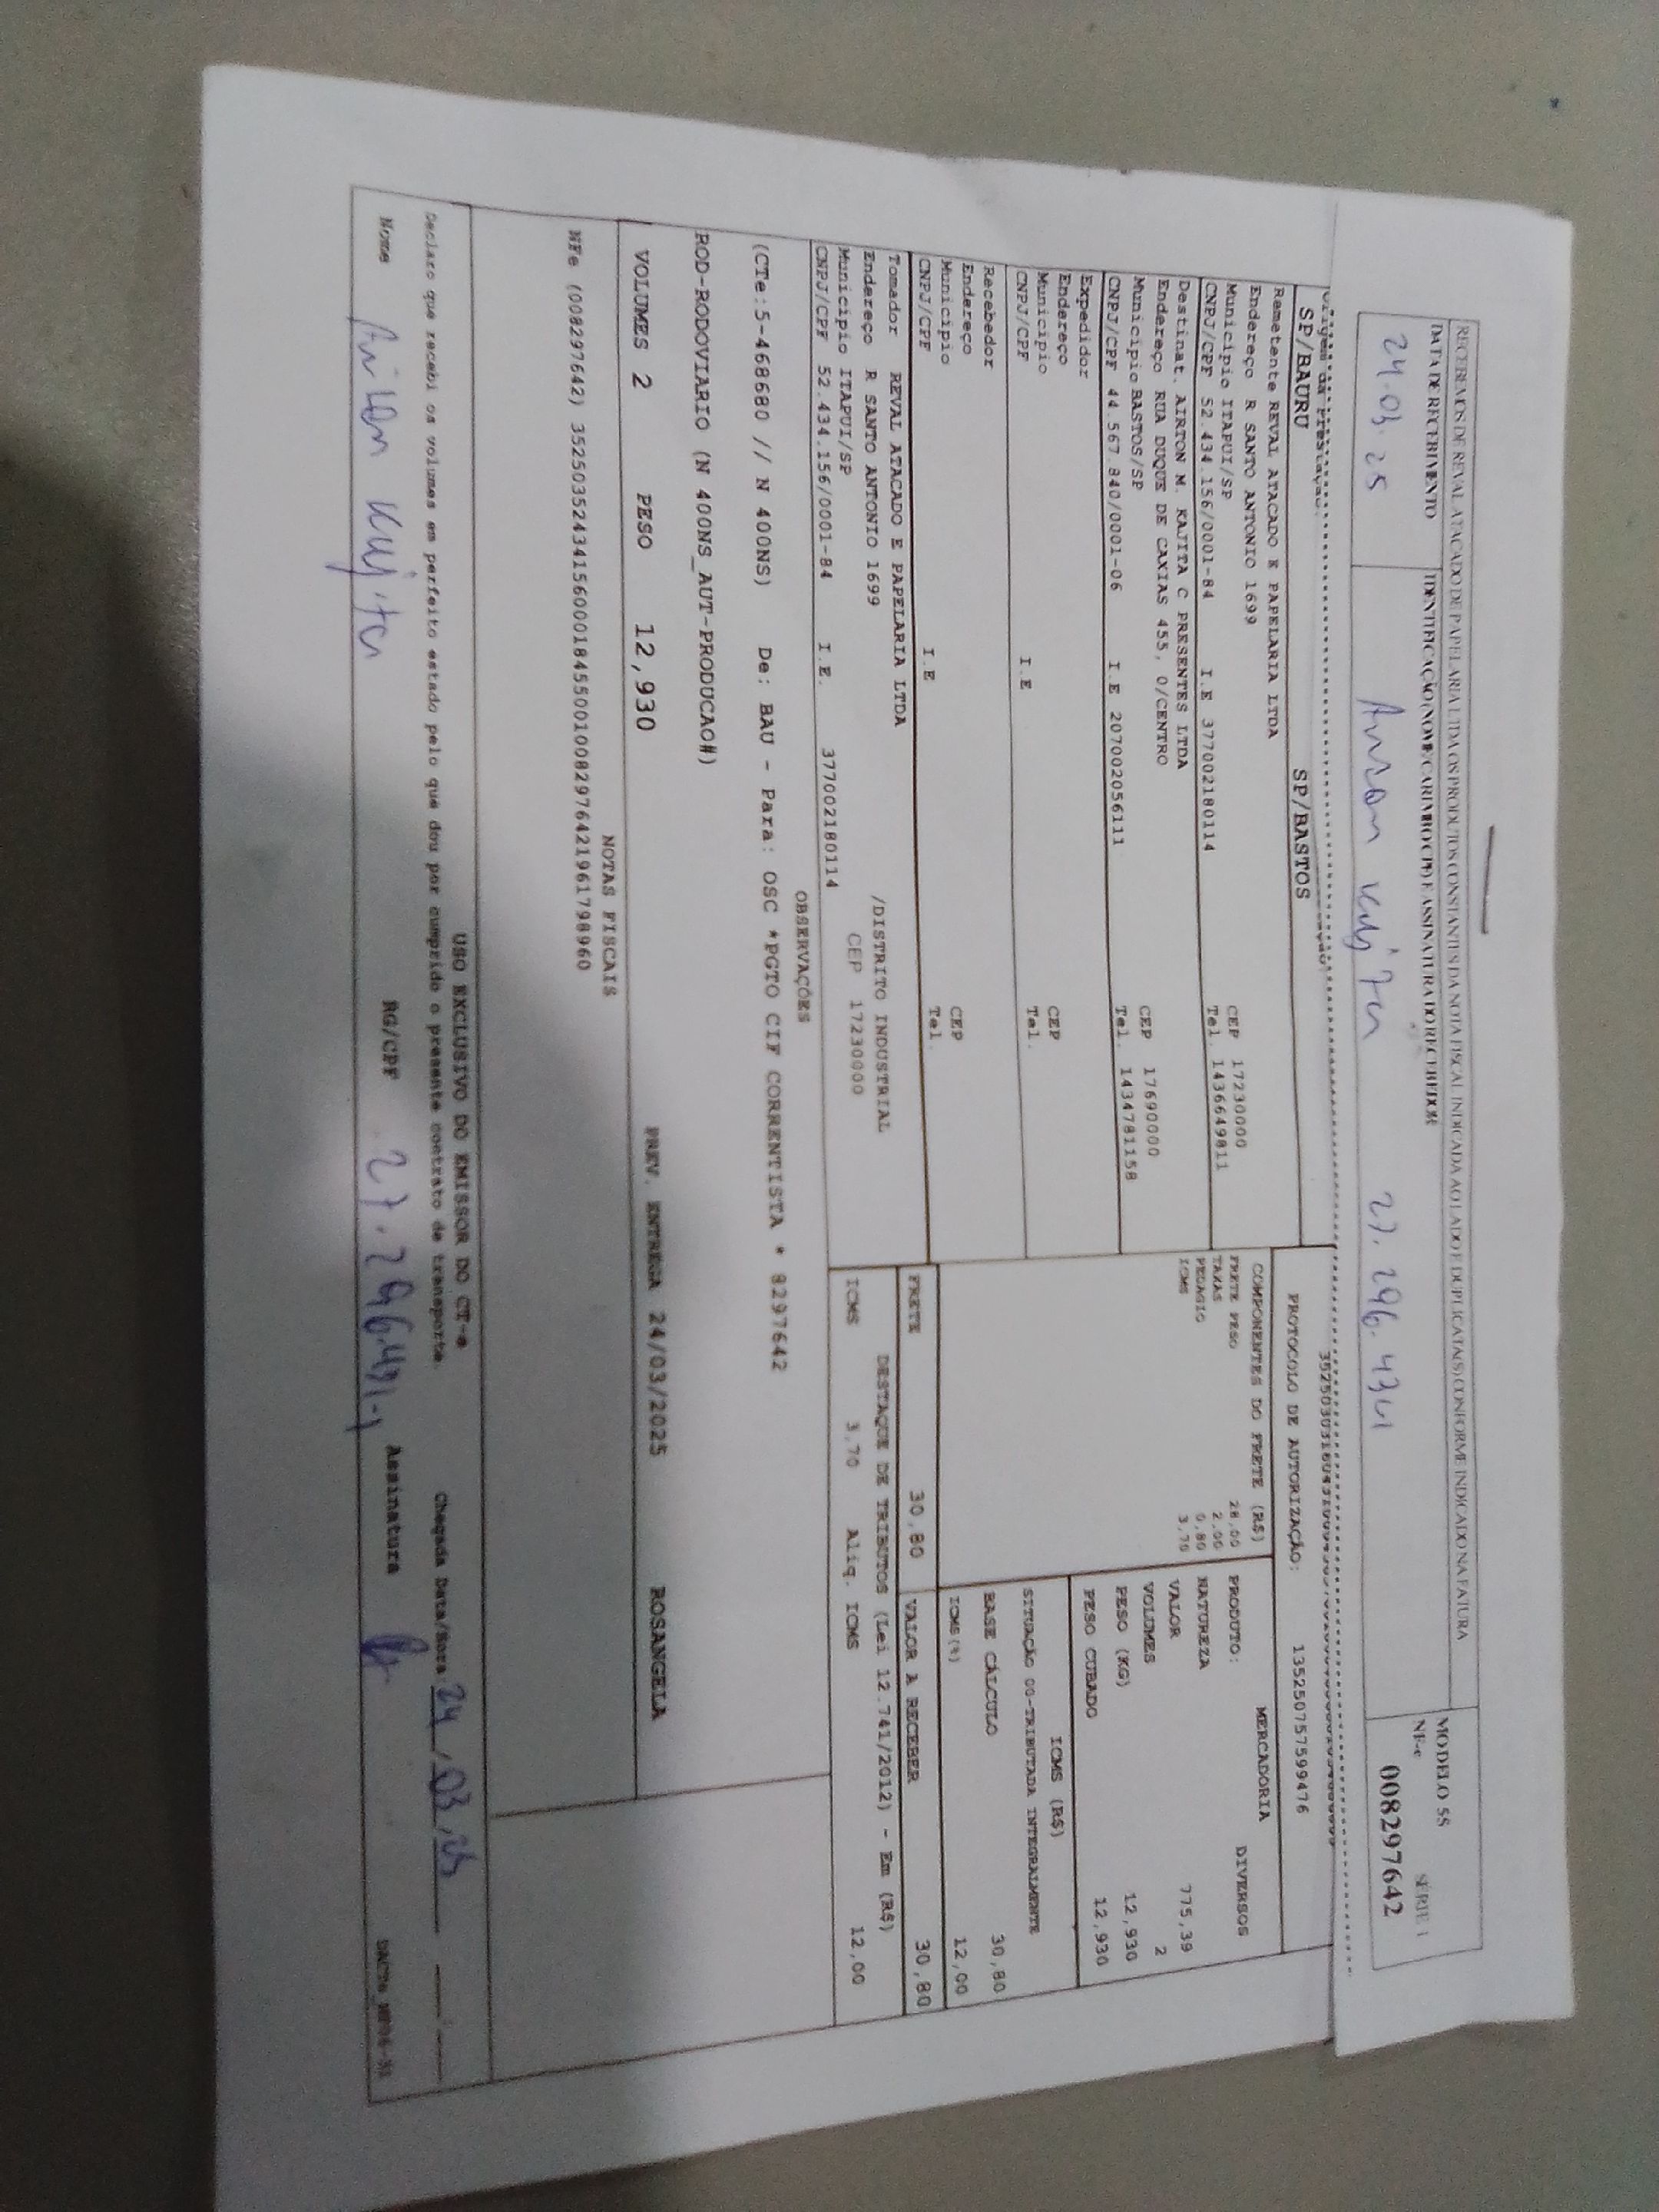 RECEBEMOS DE REVAL ATACADO DE PAPELARIA LTDA OS PRODUTOS CONSTANTES DA NOTA FISCAL INDICADA AO LADO E DUPLICATA(S) CONFORME INDICADO NA FATURA
DATA DE RECEBIMENTO IDENTIFICAÇÃO (NOME/CARIMBO/CPF) E ASSINATURA DO RECEBEDOR
24.03.25 Kajita 27.296.434
MODELO 55 SÉRIE 1
NF-e 008297642
Origem da Prestação
SP/BAURU SP/BASTOS
PROTOCOLO DE AUTORIZAÇÃO: 135250757599476
Remetente REVAL ATACADO E PAPELARIA LTDA
Endereço R SANTO ANTONIO 1699
Município ITAPUI/SP CEP 17230000
CNPJ/CPF 52.434.156/0001-84 I.E 377002180114 Tel. 1436649811
Destinat. AIRTON M. KAJITA C PRESENTES LTDA
Endereço RUA DUQUE DE CAXIAS 455, 0/CENTRO
Município BASTOS/SP CEP 17690000
CNPJ/CPF 44.567.840/0001-06 I.E 207002056111 Tel. 1434781158
Expedidor
Endereço
Município CEP
CNPJ/CPF I.E Tel.
Recebedor
Endereço
Município CEP
CNPJ/CPF I.E Tel.
COMPONENTES DO FRETE (R$)
FRETE PESO 28,00
TAXAS 2,00
PEDAGIO 0,80
ICMS 3,70
MERCADORIA
PRODUTO: DIVERSOS
NATUREZA
VALOR 775,39
VOLUMES 2
PESO (KG) 12,930
PESO CUBADO 12,930
ICMS (R$)
SITUAÇÃO 00-TRIBUTADA INTEGRALMENTE
BASE CÁLCULO 30,80
ICMS(%) 12,00
FRETE 30,80 VALOR A RECEBER 30,80
Tomador REVAL ATACADO E PAPELARIA LTDA
Endereço R SANTO ANTONIO 1699 /DISTRITO INDUSTRIAL
Município ITAPUI/SP CEP 17230000
CNPJ/CPF 52.434.156/0001-84 I.E. 377002180114
DESTAQUE DE TRIBUTOS (Lei 12.741/2012) - Em (R$)
ICMS 3,70 Aliq. ICMS 12,00
OBSERVAÇÕES
(CTe:5-468680 // N 400NS) De: BAU - Para: OSC *PGTO CIF CORRENTISTA * 8297642
ROD-RODOVIARIO (N 400NS_AUT-PRODUCAO#)
VOLUMES 2 PESO 12,930 PREV. ENTREGA 24/03/2025 ROSANGELA
NOTAS FISCAIS
NFe (008297642) 35250352434156000184550010082976421961798960
USO EXCLUSIVO DO EMISSOR DO CT-e
Declaro que recebi os volumes em perfeito estado pelo que dou por cumprido o presente contrato de transporte. Chegada Data/Hora 24/03/25
Nome Airton Kajita RG/CPF 27.296.431-1 Assinatura